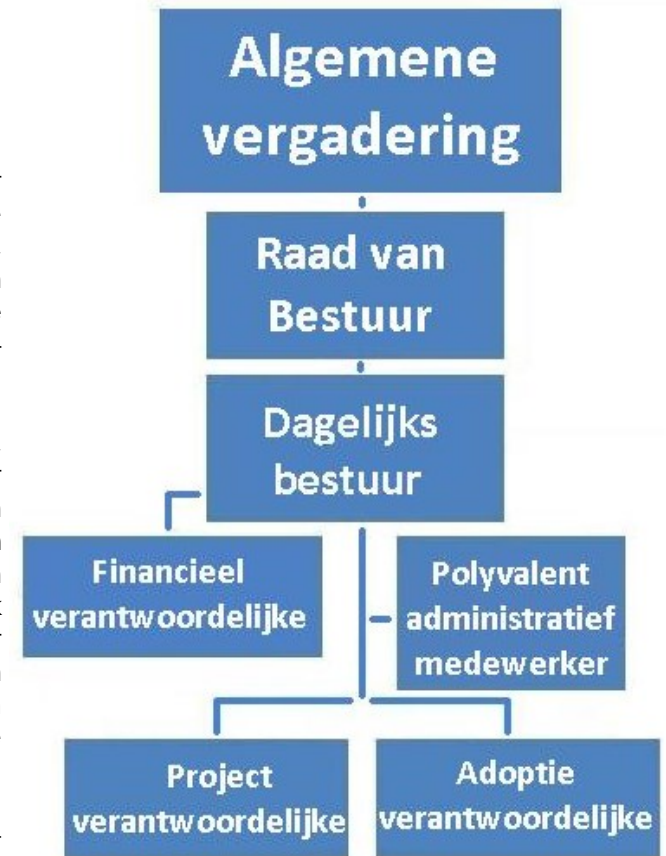 Algemene
vergadering
Raad van
Bestuur
Dagelijks
bestuur
Financieel
verantwoordelijke
Polyvalent
administratief
medewerker
Project
verantwoordelijke
Adoptie
verantwoordelijke